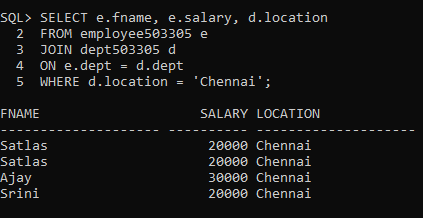 SQL> SELECT e.fname, e.salary, d.location
  2  FROM employee503305 e
  3  JOIN dept503305 d
  4  ON e.dept = d.dept
  5  WHERE d.location = 'Chennai';

FNAME                    SALARY LOCATION
-------------------- ---------- --------------------
Satlas                    20000 Chennai
Satlas                    20000 Chennai
Ajay                      30000 Chennai
Srini                     20000 Chennai